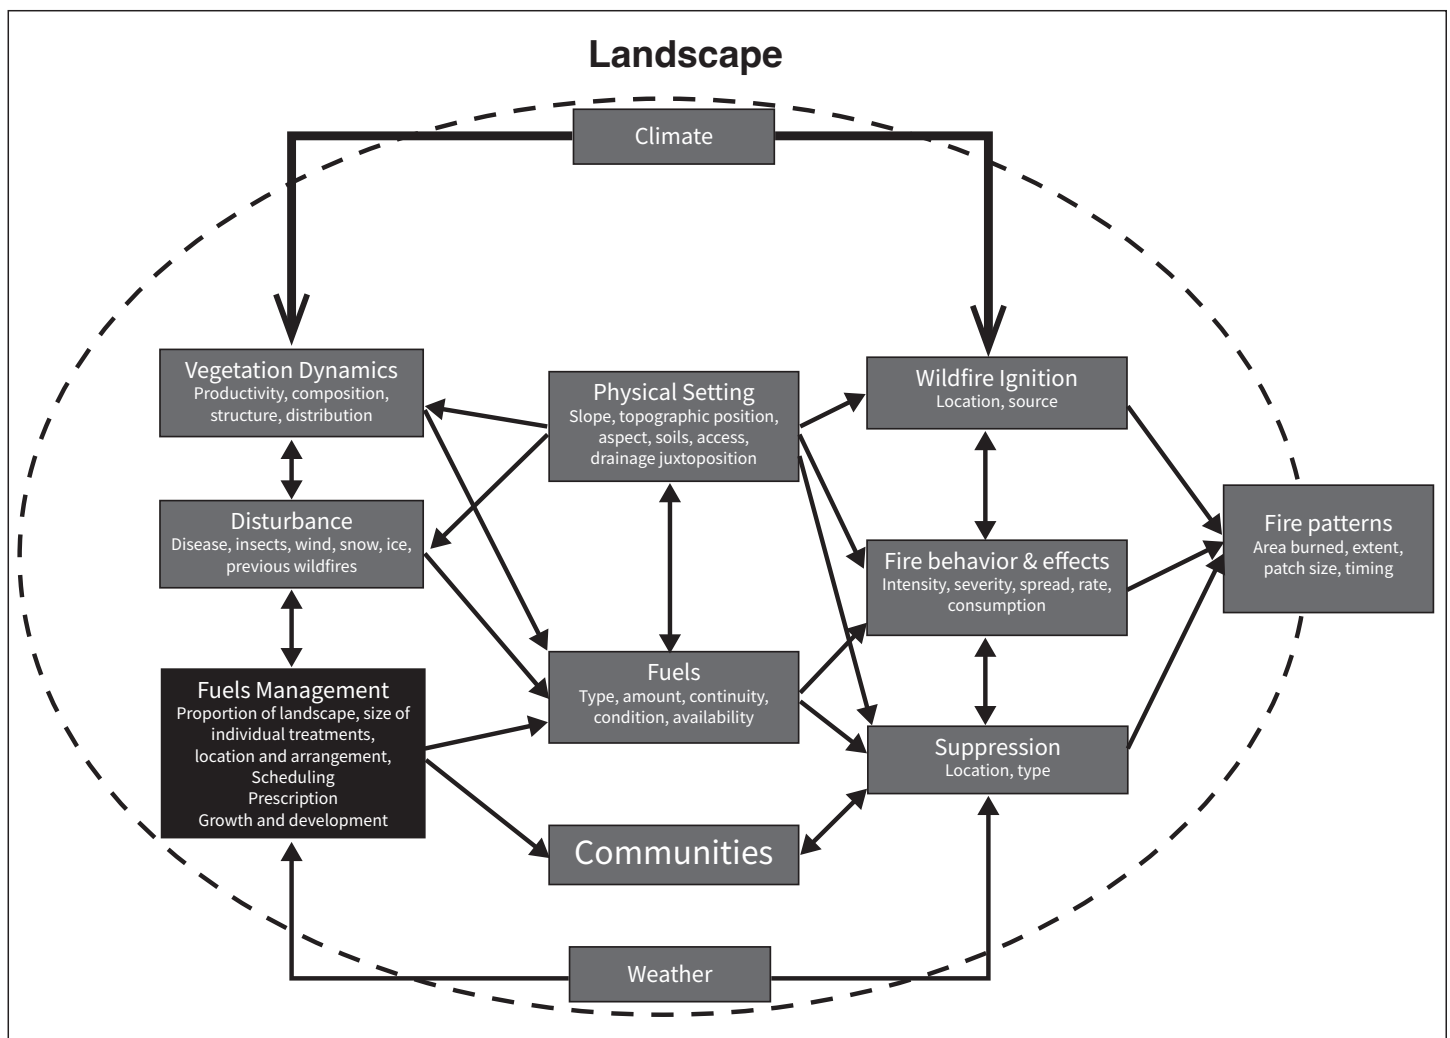 Landscape
Climate
Vegetation Dynamics
Productivity, composition,
structure, distribution
Physical Setting
Slope, topographic position,
aspect, soils, access,
drainage juxtoposition
Wildfire Ignition
Location, source
Disturbance
Disease, insects, wind, snow, ice,
previous wildfires
Fire patterns
Area burned, extent,
patch size, timing
Fire behavior & effects
Intensity, severity, spread, rate,
consumption
Fuels Management
Proportion of landscape, size of
individual treatments,
location and arrangement,
Scheduling
Prescription
Growth and development
Fuels
Type, amount, continuity,
condition, availability
Suppression
Location, type
Communities
Weather